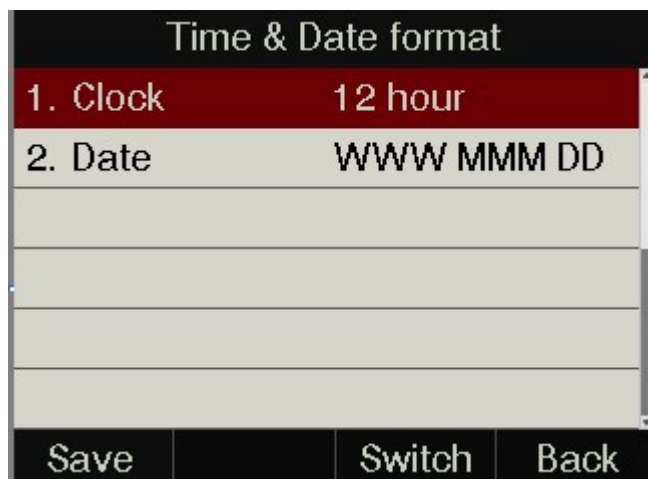 Time & Date format
1. Clock 12 hour
2. Date WWW MMM DD
Save Switch Back